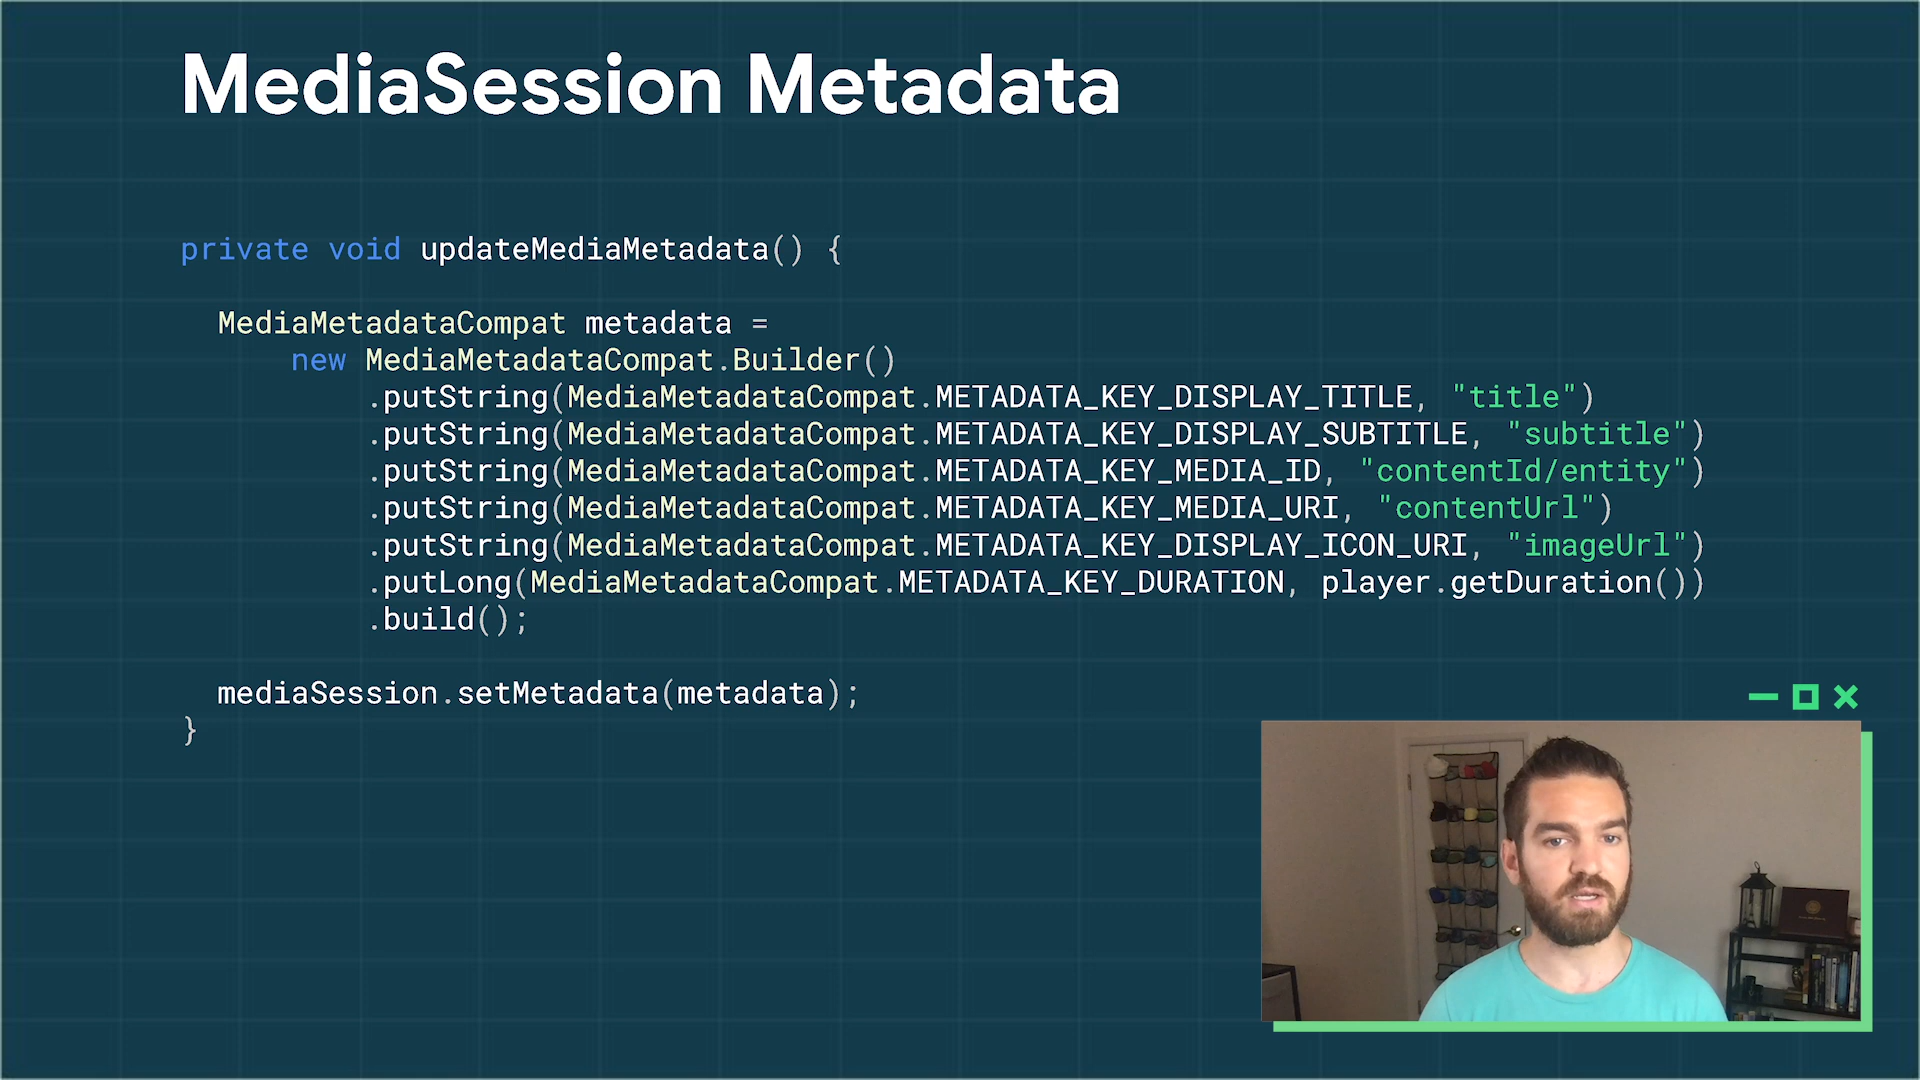 MediaSession Metadata
private void updateMediaMetadata() {
MediaMetadataCompat metadata =
new MediaMetadataCompat.Builder()
.putString(MediaMetadataCompat.METADATA_KEY_DISPLAY_TITLE, "title")
.putString(MediaMetadataCompat.METADATA_KEY_DISPLAY_SUBTITLE, "subtitle")
.putString(MediaMetadataCompat.METADATA_KEY_MEDIA_ID, "contentId/entity")
.putString(MediaMetadataCompat.METADATA_KEY_MEDIA_URI, "contentUrl")
.putString(MediaMetadataCompat.METADATA_KEY_DISPLAY_ICON_URI, "imageUrl")
.putLong(MediaMetadataCompat.METADATA_KEY_DURATION, player.getDuration())
.build();
mediaSession.setMetadata(metadata);
}